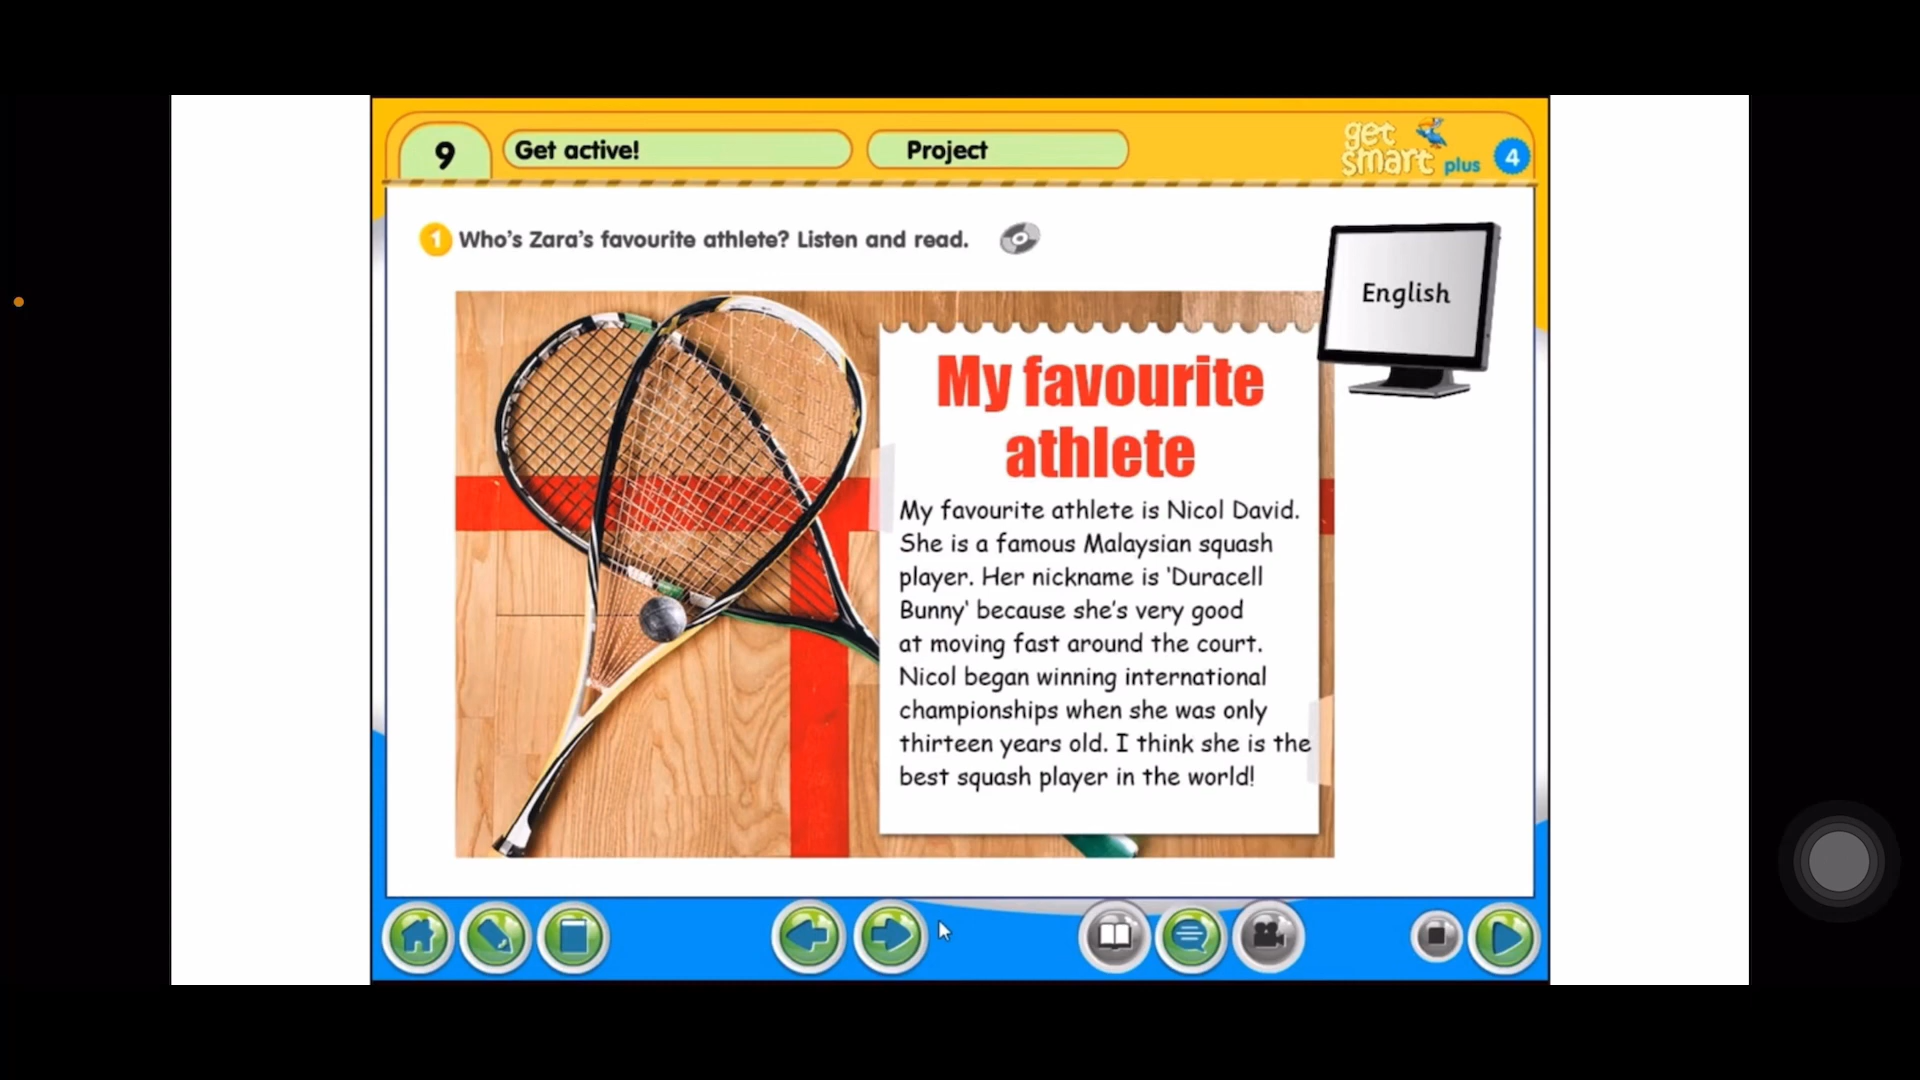 9
Get active!
Project
get
smart plus 4
1 Who's Zara's favourite athlete? Listen and read.
English
My favourite
athlete
My favourite athlete is Nicol David.
She is a famous Malaysian squash
player. Her nickname is 'Duracell
Bunny' because she's very good
at moving fast around the court.
Nicol began winning international
championships when she was only
thirteen years old. I think she is the
best squash player in the world!